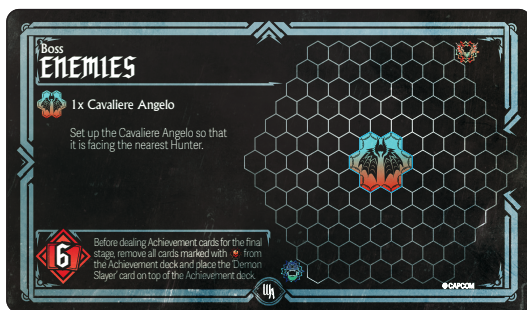 Boss
ENEMIES
1x Cavaliere Angelo
Set up the Cavaliere Angelo so that
it is facing the nearest Hunter.
6
Before dealing Achievement cards for the final
stage, remove all cards marked with from
the Achievement deck and place the 'Demon
Slayer' card on top of the Achievement deck.
©CAPCOM